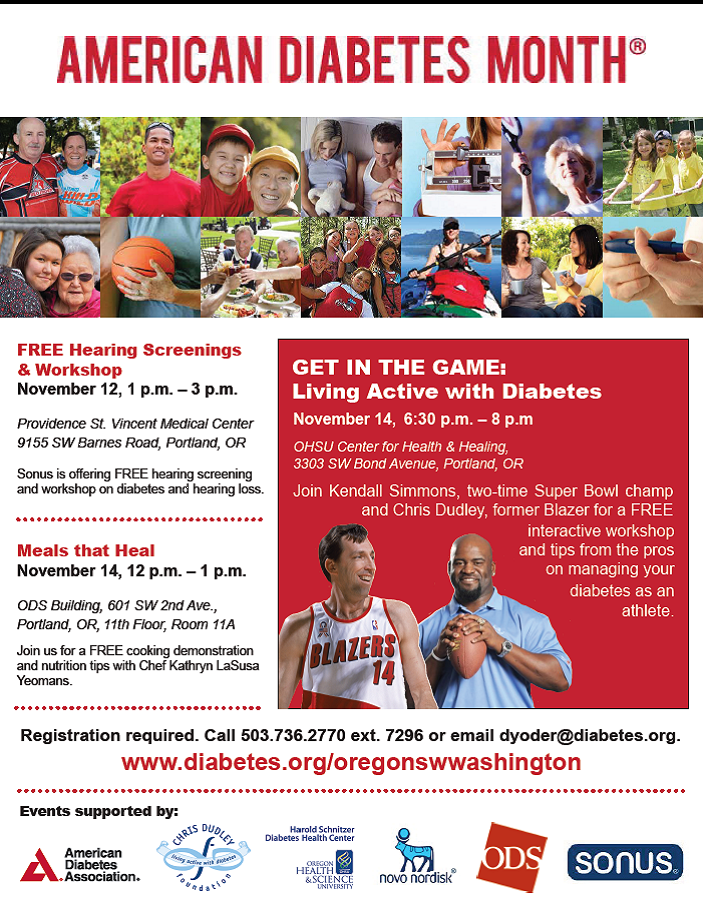 AMERICAN DIABETES MONTH®
FREE Hearing Screenings
& Workshop
November 12, 1 p.m. – 3 p.m.
Providence St. Vincent Medical Center
9155 SW Barnes Road, Portland, OR
Sonus is offering FREE hearing screening
and workshop on diabetes and hearing loss.
Meals that Heal
November 14, 12 p.m. – 1 p.m.
ODS Building, 601 SW 2nd Ave.,
Portland, OR, 11th Floor, Room 11A
Join us for a FREE cooking demonstration
and nutrition tips with Chef Kathryn LaSusa
Yeomans.
GET IN THE GAME:
Living Active with Diabetes
November 14, 6:30 p.m. – 8 p.m
OHSU Center for Health & Healing,
3303 SW Bond Avenue, Portland, OR
Join Kendall Simmons, two-time Super Bowl champ
and Chris Dudley, former Blazer for a FREE
interactive workshop
and tips from the pros
on managing your
diabetes as an
athlete.
BLAZERS
14
Registration required. Call 503.736.2770 ext. 7296 or email dyoder@diabetes.org.
www.diabetes.org/oregonswwashington
Events supported by:
American
Diabetes
Association®
CHRIS DUDLEY
living active with diabetes
foundation
Harold Schnitzer
Diabetes Health Center
OREGON
HEALTH
& SCIENCE
UNIVERSITY
novo nordisk®
ODS
SONUS®